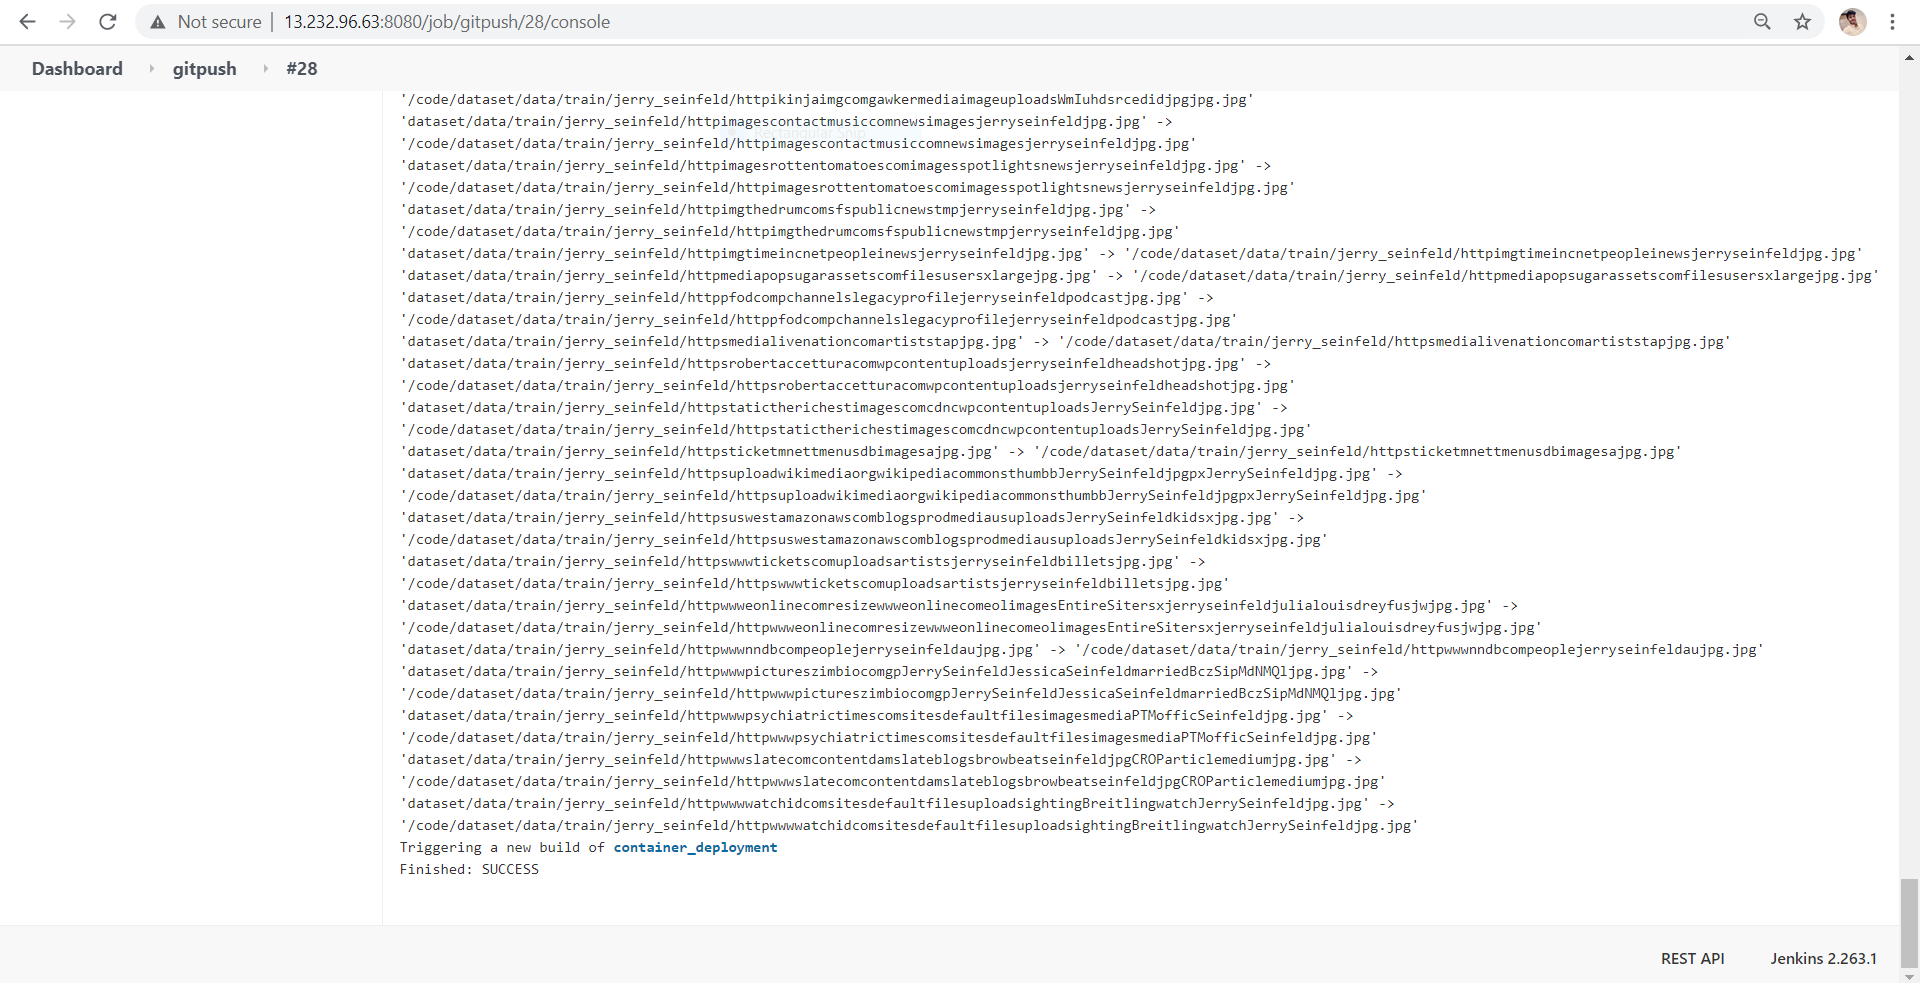 Not secure | 13.232.96.63:8080/job/gitpush/28/console
Dashboard gitpush #28
'/code/dataset/data/train/jerry_seinfeld/httpikinjaimgcomgawkermediaimageuploadsWmIuhdsrcedidjpgjpg.jpg'
'dataset/data/train/jerry_seinfeld/httpimagescontactmusiccomnewsimagesjerryseinfeldjpg.jpg' ->
Rectangular Snip
'/code/dataset/data/train/jerry_seinfeld/httpimagescontactmusiccomnewsimagesjerryseinfeldjpg.jpg'
'dataset/data/train/jerry_seinfeld/httpimagesrottentomatoescomimagesspotlightsnewsjerryseinfeldjpg.jpg' ->
'/code/dataset/data/train/jerry_seinfeld/httpimagesrottentomatoescomimagesspotlightsnewsjerryseinfeldjpg.jpg'
'dataset/data/train/jerry_seinfeld/httpimgthedrumcomsfspublicnewstmpjerryseinfeldjpg.jpg' ->
'/code/dataset/data/train/jerry_seinfeld/httpimgthedrumcomsfspublicnewstmpjerryseinfeldjpg.jpg'
'dataset/data/train/jerry_seinfeld/httpimgtimeincnetpeopleinewsjerryseinfeldjpg.jpg' -> '/code/dataset/data/train/jerry_seinfeld/httpimgtimeincnetpeopleinewsjerryseinfeldjpg.jpg'
'dataset/data/train/jerry_seinfeld/httpmediapopsugarassetscomfilesusersxlargejpg.jpg' -> '/code/dataset/data/train/jerry_seinfeld/httpmediapopsugarassetscomfilesusersxlargejpg.jpg'
'dataset/data/train/jerry_seinfeld/httppfodcompchannelslegacyprofilejerryseinfeldpodcastjpg.jpg' ->
'/code/dataset/data/train/jerry_seinfeld/httppfodcompchannelslegacyprofilejerryseinfeldpodcastjpg.jpg'
'dataset/data/train/jerry_seinfeld/httpsmedialivenationcomartiststapjpg.jpg' -> '/code/dataset/data/train/jerry_seinfeld/httpsmedialivenationcomartiststapjpg.jpg'
'dataset/data/train/jerry_seinfeld/httpsrobertaccetturacomwpcontentuploadsjerryseinfeldheadshotjpg.jpg' ->
'/code/dataset/data/train/jerry_seinfeld/httpsrobertaccetturacomwpcontentuploadsjerryseinfeldheadshotjpg.jpg'
'dataset/data/train/jerry_seinfeld/httpstatictherichestimagescomcdncwpcontentuploadsJerrySeinfeldjpg.jpg' ->
'/code/dataset/data/train/jerry_seinfeld/httpstatictherichestimagescomcdncwpcontentuploadsJerrySeinfeldjpg.jpg'
'dataset/data/train/jerry_seinfeld/httpsticketmnettmenusdbimagesajpg.jpg' -> '/code/dataset/data/train/jerry_seinfeld/httpsticketmnettmenusdbimagesajpg.jpg'
'dataset/data/train/jerry_seinfeld/httpsuploadwikimediaorgwikipediacommonsthumbbJerrySeinfeldjpgpxJerrySeinfeldjpg.jpg' ->
'/code/dataset/data/train/jerry_seinfeld/httpsuploadwikimediaorgwikipediacommonsthumbbJerrySeinfeldjpgpxJerrySeinfeldjpg.jpg'
'dataset/data/train/jerry_seinfeld/httpsuswestamazonawscomblogsprodmediausuploadsJerrySeinfeldkidsxjpg.jpg' ->
'/code/dataset/data/train/jerry_seinfeld/httpsuswestamazonawscomblogsprodmediausuploadsJerrySeinfeldkidsxjpg.jpg'
'dataset/data/train/jerry_seinfeld/httpswwwticketscomuploadsartistsjerryseinfeldbilletsjpg.jpg' ->
'/code/dataset/data/train/jerry_seinfeld/httpswwwticketscomuploadsartistsjerryseinfeldbilletsjpg.jpg'
'dataset/data/train/jerry_seinfeld/httpwwweonlinecomresizewwweonlinecomeolimagesEntireSitersxjerryseinfeldjulialouisdreyfusjwjpg.jpg' ->
'/code/dataset/data/train/jerry_seinfeld/httpwwweonlinecomresizewwweonlinecomeolimagesEntireSitersxjerryseinfeldjulialouisdreyfusjwjpg.jpg'
'dataset/data/train/jerry_seinfeld/httpwwwnndbcompeoplejerryseinfeldaujpg.jpg' -> '/code/dataset/data/train/jerry_seinfeld/httpwwwnndbcompeoplejerryseinfeldaujpg.jpg'
'dataset/data/train/jerry_seinfeld/httpwwwpictureszimbiocomgpJerrySeinfeldJessicaSeinfeldmarriedBczSipMdNMQljpg.jpg' ->
'/code/dataset/data/train/jerry_seinfeld/httpwwwpictureszimbiocomgpJerrySeinfeldJessicaSeinfeldmarriedBczSipMdNMQljpg.jpg'
'dataset/data/train/jerry_seinfeld/httpwwwpsychiatrictimescomsitesdefaultfilesimagesmediaPTMofficSeinfeldjpg.jpg' ->
'/code/dataset/data/train/jerry_seinfeld/httpwwwpsychiatrictimescomsitesdefaultfilesimagesmediaPTMofficSeinfeldjpg.jpg'
'dataset/data/train/jerry_seinfeld/httpwwwslatecomcontentdamslateblogsbrowbeatseinfeldjpgCROParticlemediumjpg.jpg' ->
'/code/dataset/data/train/jerry_seinfeld/httpwwwslatecomcontentdamslateblogsbrowbeatseinfeldjpgCROParticlemediumjpg.jpg'
'dataset/data/train/jerry_seinfeld/httpwwwwatchidcomsitesdefaultfilesuploadsightingBreitlingwatchJerrySeinfeldjpg.jpg' ->
'/code/dataset/data/train/jerry_seinfeld/httpwwwwatchidcomsitesdefaultfilesuploadsightingBreitlingwatchJerrySeinfeldjpg.jpg'
Triggering a new build of container_deployment
Finished: SUCCESS
REST API Jenkins 2.263.1